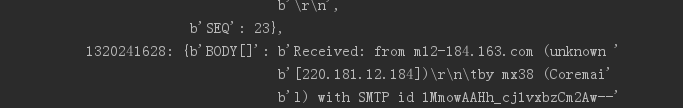 b'\r\n',
b'SEQ': 23},
1320241628: {b'BODY[]': b'Received: from m12-184.163.com (unknown '
b'[220.181.12.184])\r\n\tby mx38 (Coremai'
b'l) with SMTP id 1MmowAAHh_cj1vxbzCm2Aw--'